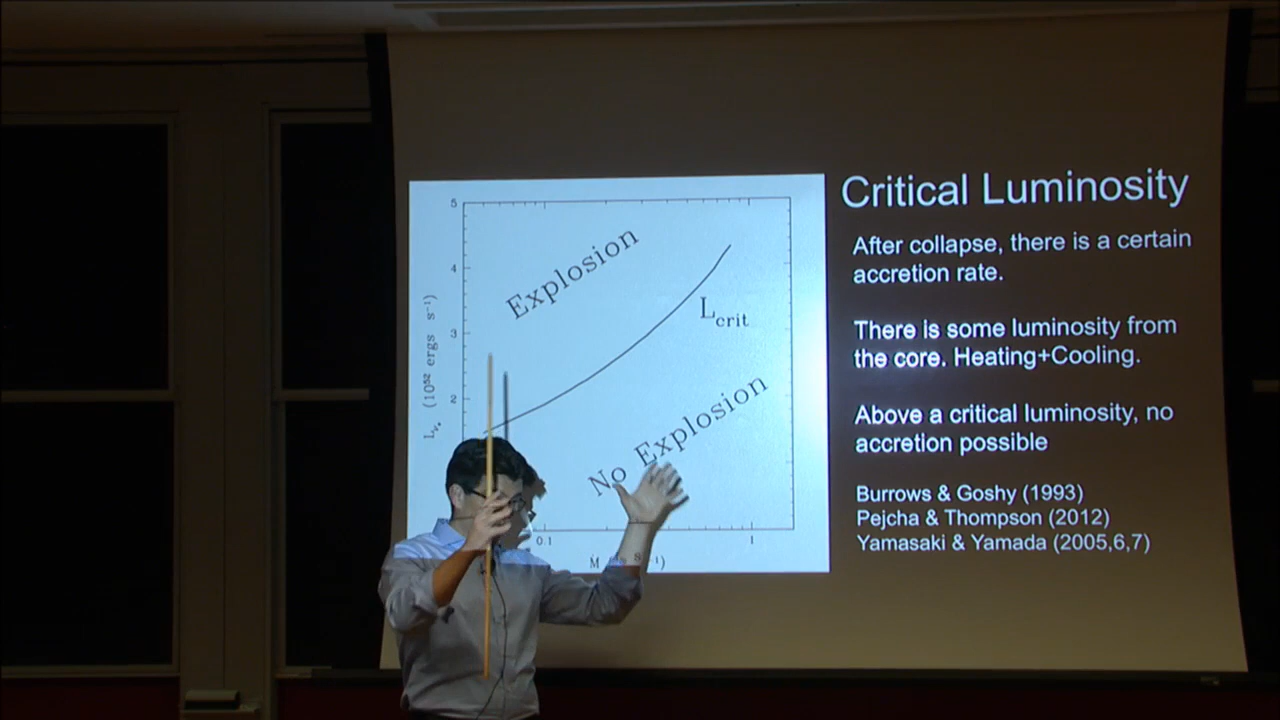 Critical Luminosity
After collapse, there is a certain
accretion rate.
There is some luminosity from
the core. Heating+Cooling.
Above a critical luminosity, no
accretion possible
Burrows & Goshy (1993)
Pejcha & Thompson (2012)
Yamasaki & Yamada (2005,6,7)
5
4
3
2
(10⁵² ergs s⁻¹)
Explosion
L_crit
No Explosion
0.1
1
Ṁ